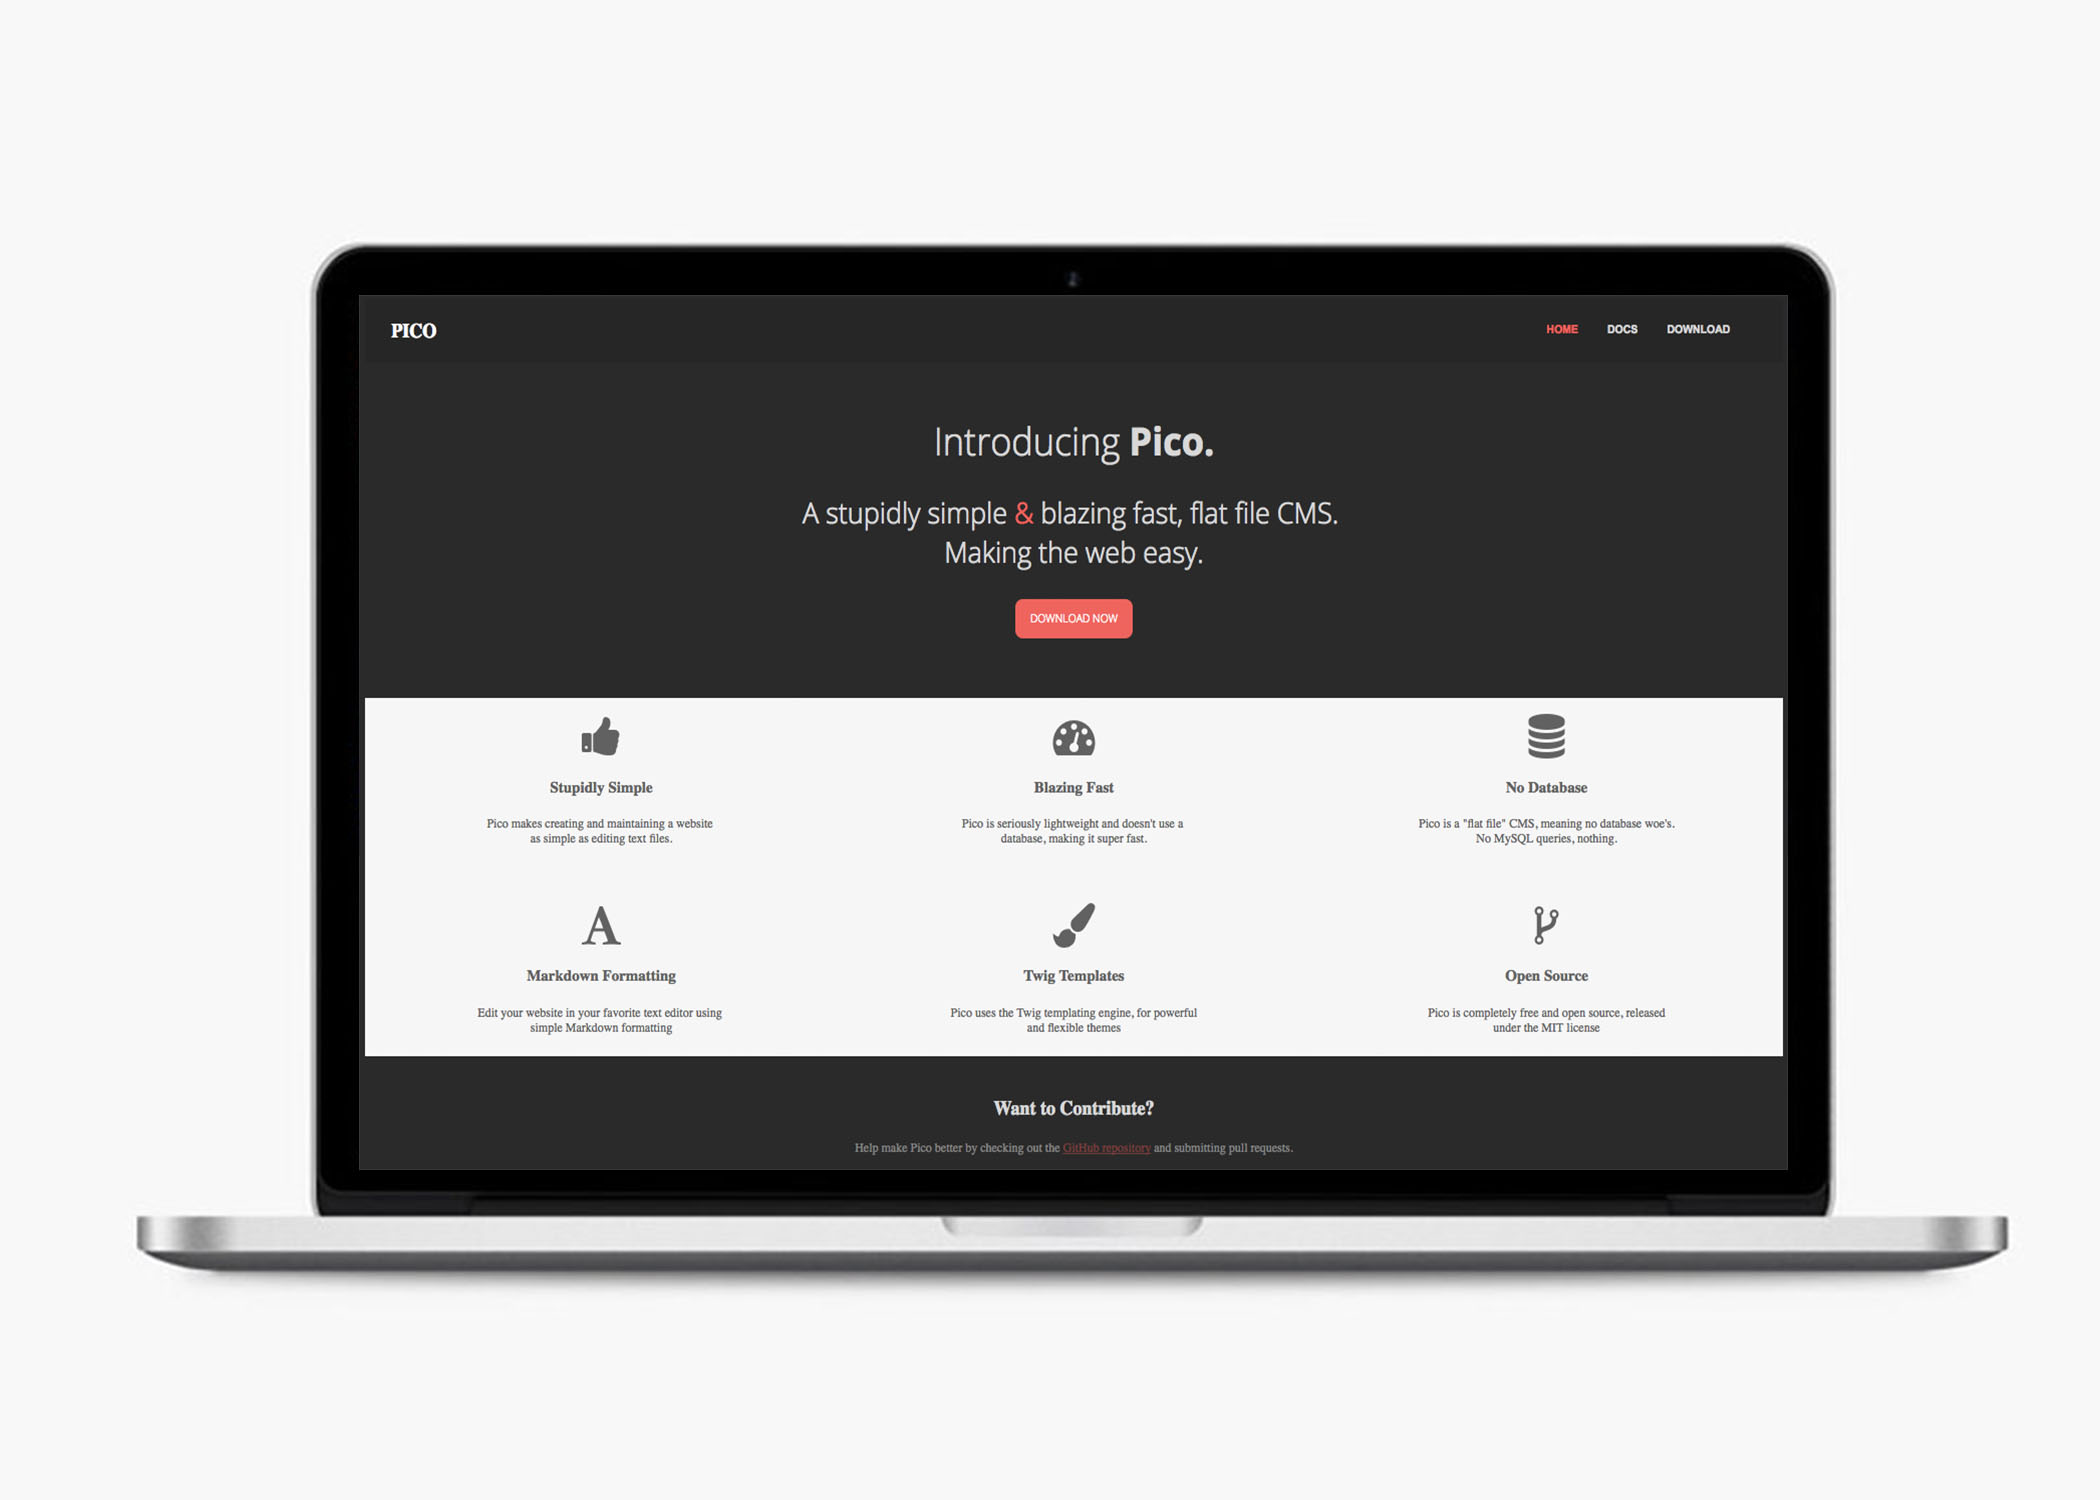 PICO
HOME DOCS DOWNLOAD
Introducing Pico.
A stupidly simple & blazing fast, flat file CMS.
Making the web easy.
DOWNLOAD NOW
Stupidly Simple
Pico makes creating and maintaining a website
as simple as editing text files.
Blazing Fast
Pico is seriously lightweight and doesn't use a
database, making it super fast.
No Database
Pico is a "flat file" CMS, meaning no database woe's.
No MySQL queries, nothing.
Markdown Formatting
Edit your website in your favorite text editor using
simple Markdown formatting
Twig Templates
Pico uses the Twig templating engine, for powerful
and flexible themes
Open Source
Pico is completely free and open source, released
under the MIT license
Want to Contribute?
Help make Pico better by checking out the GitHub repository and submitting pull requests.